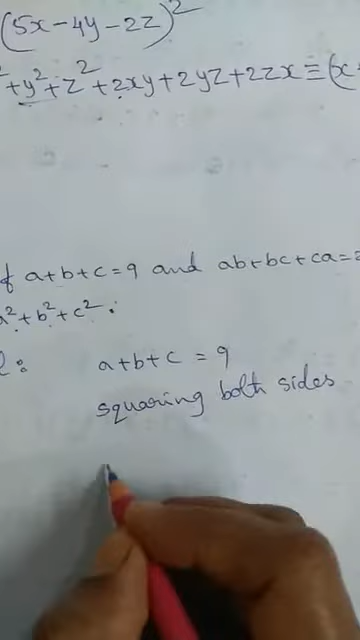 (5x-4y-2z)²
+y²+z²+2xy+2yz+2zx≡(x
f a+b+c=9 and ab+bc+ca=2
a²+b²+c².
: a+b+c=9
squaring both sides